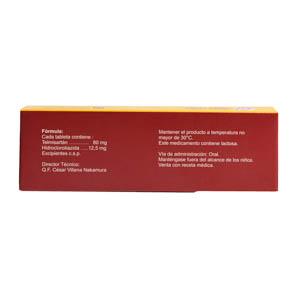 Fórmula:
Cada tableta contiene :
Telmisartán .......... 80 mg
Hidroclorotiazida .....12,5 mg
Excipientes c.s.p.
Director Técnico:
Q.F. César Villena Nakamura
Mantener el producto a temperatura no
mayor de 30°C.
Este medicamento contiene lactosa.
Vía de administración: Oral.
Manténgase fuera del alcance de los niños.
Venta con receta médica.